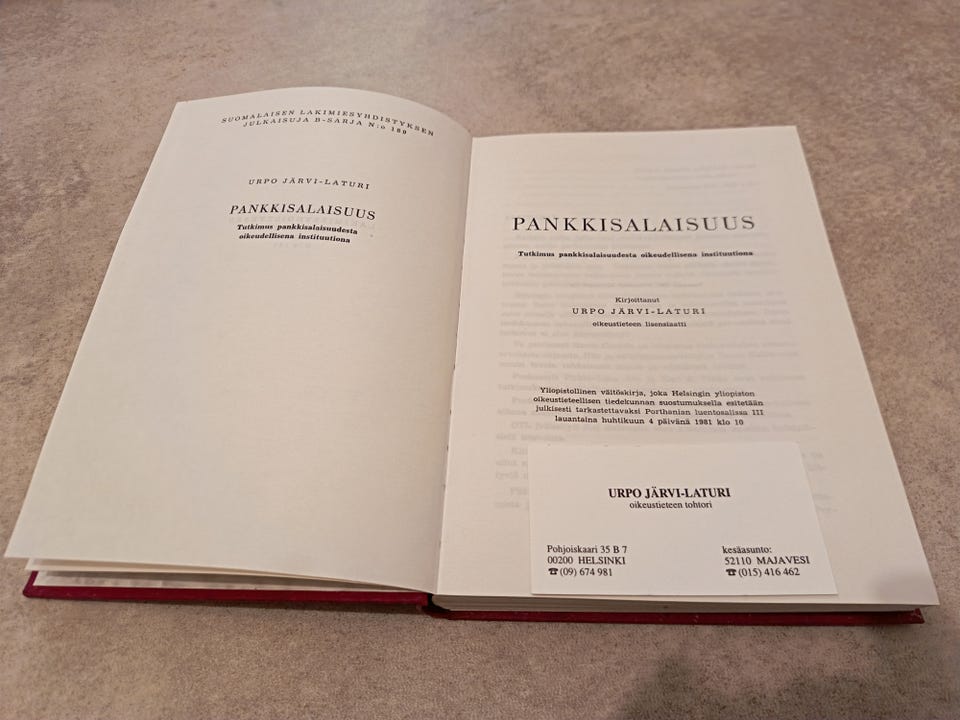 SUOMALAISEN LAKIMIESYHDISTYKSEN
JULKAISUJA B-SARJA N:o 189
URPO JÄRVI-LATURI
PANKKISALAISUUS
Tutkimus pankkisalaisuudesta
oikeudellisena instituutiona
PANKKISALAISUUS
Tutkimus pankkisalaisuudesta oikeudellisena instituutiona
Kirjoittanut
URPO JÄRVI-LATURI
oikeustieteen lisensiaatti
Yliopistollinen väitöskirja, joka Helsingin yliopiston
oikeustieteellisen tiedekunnan suostumuksella esitetään
julkisesti tarkastettavaksi Porthanian luentosalissa III
lauantaina huhtikuun 4 päivänä 1981 klo 10
URPO JÄRVI-LATURI
oikeustieteen tohtori
Pohjoiskaari 35 B 7
00200 HELSINKI
☎(09) 674 981
kesäasunto:
52110 MAJAVESI
☎(015) 416 462